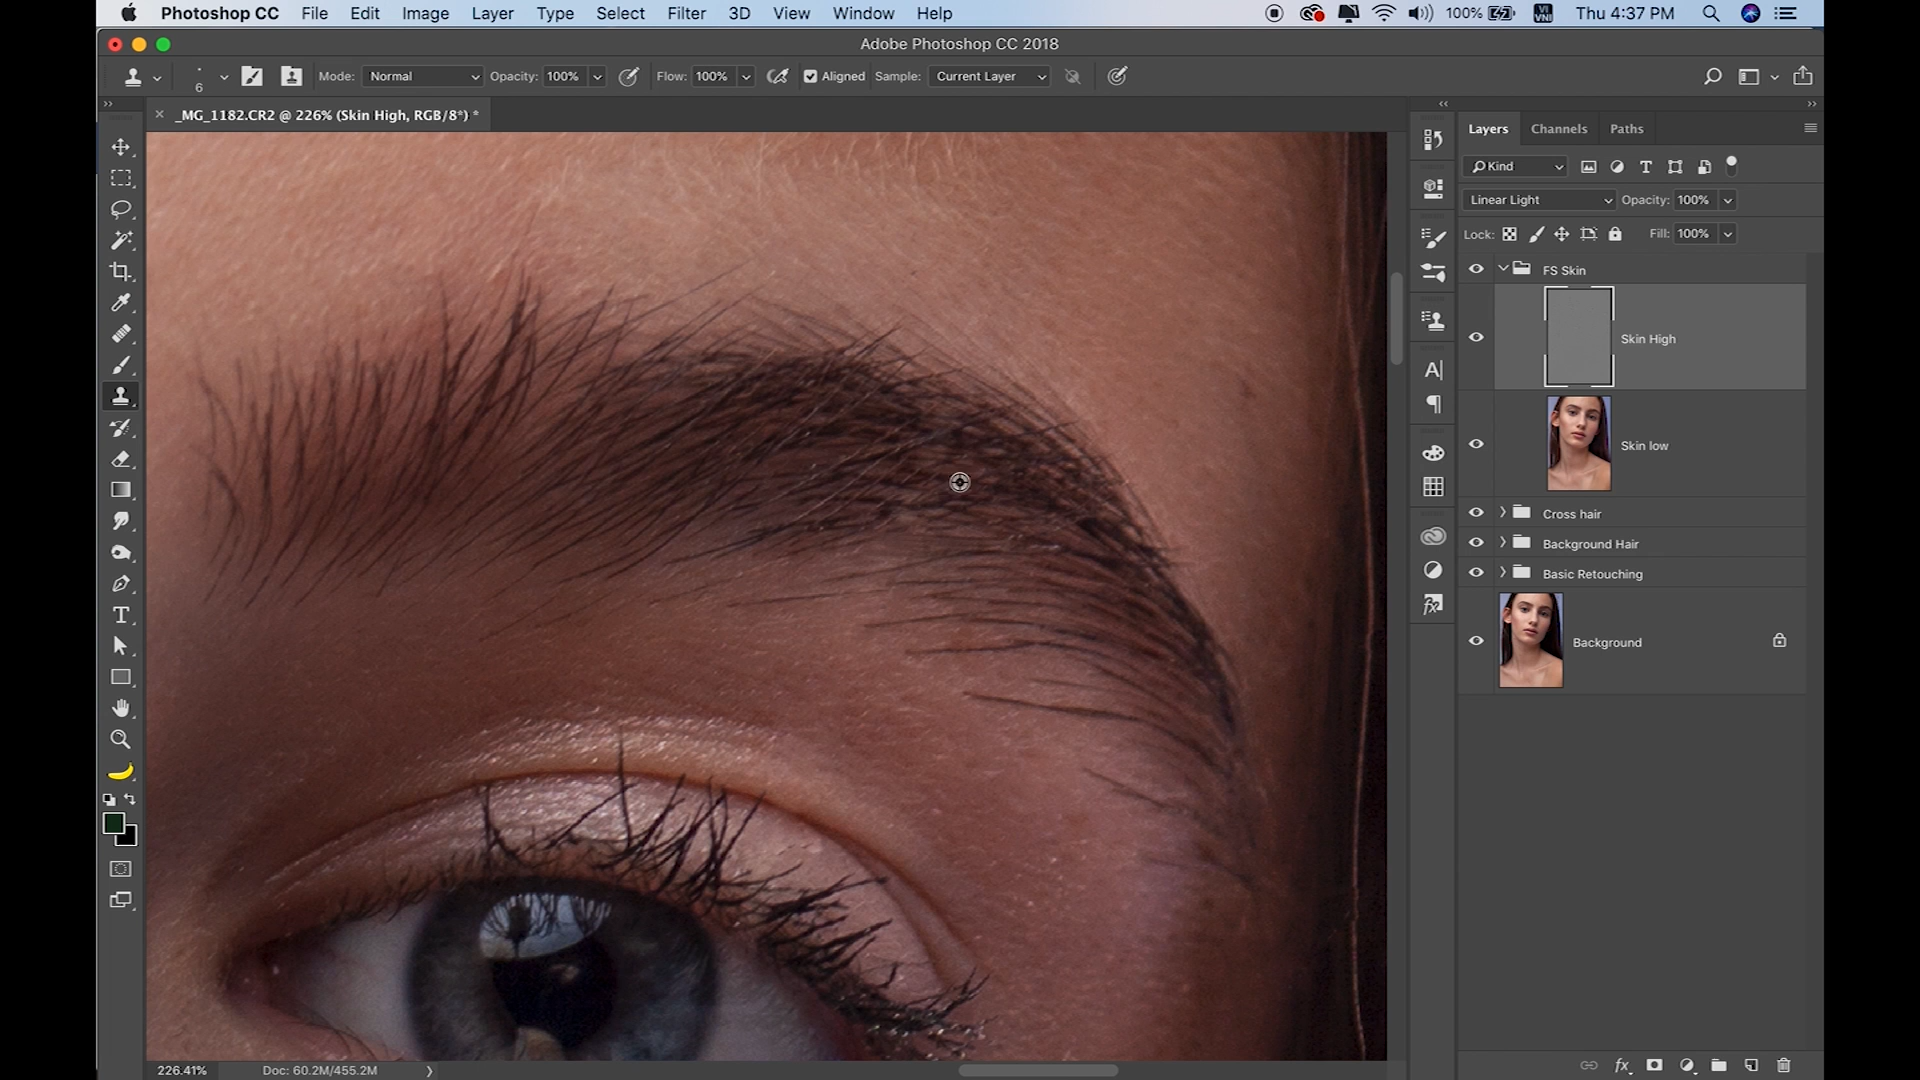 Photoshop CC File Edit Image Layer Type Select Filter 3D View Window Help 100% VI VNI Thu 4:37 PM
Adobe Photoshop CC 2018
6 Mode: Normal Opacity: 100% Flow: 100% Aligned Sample: Current Layer
_MG_1182.CR2 @ 226% (Skin High, RGB/8*) *
Layers Channels Paths
Kind
Linear Light Opacity: 100%
Lock: Fill: 100%
FS Skin
Skin High
Skin low
Cross hair
Background Hair
Basic Retouching
Background
226.41% Doc: 60.2M/455.2M